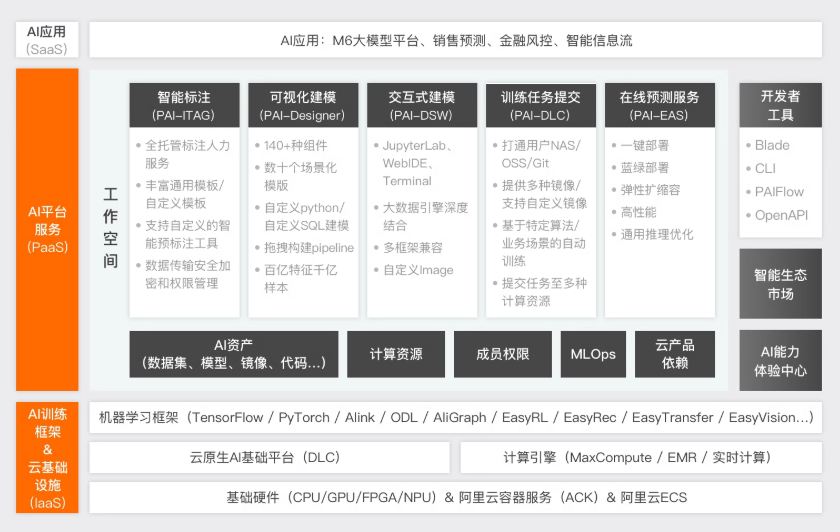 AI应用
(SaaS)
AI应用：M6大模型平台、销售预测、金融风控、智能信息流
AI平台
服务
(PaaS)
工
作
空
间
智能标注
(PAI-ITAG)
全托管标注人力
服务
丰富通用模板/
自定义模板
支持自定义的智
能预标注工具
数据传输安全加
密和权限管理
可视化建模
(PAI-Designer)
140+种组件
数十个场景化
模版
自定义python/
自定义SQL建模
拖拽构建pipeline
百亿特征千亿
样本
交互式建模
(PAI-DSW)
JupyterLab、
WebIDE、
Terminal
大数据引擎深度
结合
多框架兼容
自定义Image
训练任务提交
(PAI-DLC)
打通用户NAS/
OSS/Git
提供多种镜像/
支持自定义镜像
基于特定算法/
业务场景的自动
训练
提交任务至多种
计算资源
在线预测服务
(PAI-EAS)
一键部署
蓝绿部署
弹性扩缩容
高性能
通用推理优化
AI资产
(数据集、模型、镜像、代码...)
计算资源
成员权限
MLOps
云产品
依赖
开发者
工具
Blade
CLI
PAIFlow
OpenAPI
智能生态
市场
AI能力
体验中心
AI训练
框架
&
云基础
设施
(IaaS)
机器学习框架（TensorFlow / PyTorch / Alink / ODL / AliGraph / EasyRL / EasyRec / EasyTransfer / EasyVision...）
云原生AI基础平台（DLC）
计算引擎（MaxCompute / EMR / 实时计算）
基础硬件（CPU/GPU/FPGA/NPU）& 阿里云容器服务（ACK）& 阿里云ECS